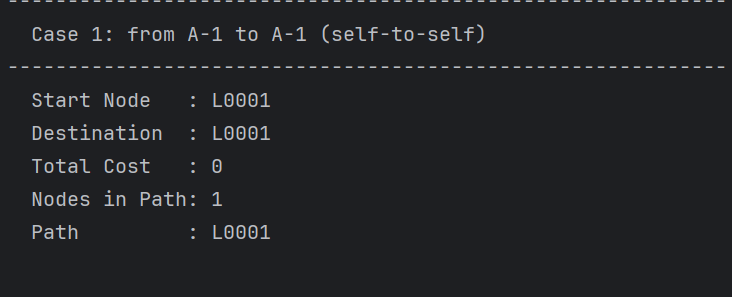 ------------------------------------------------------------
Case 1: from A-1 to A-1 (self-to-self)
------------------------------------------------------------
Start Node   : L0001
Destination  : L0001
Total Cost   : 0
Nodes in Path: 1
Path         : L0001